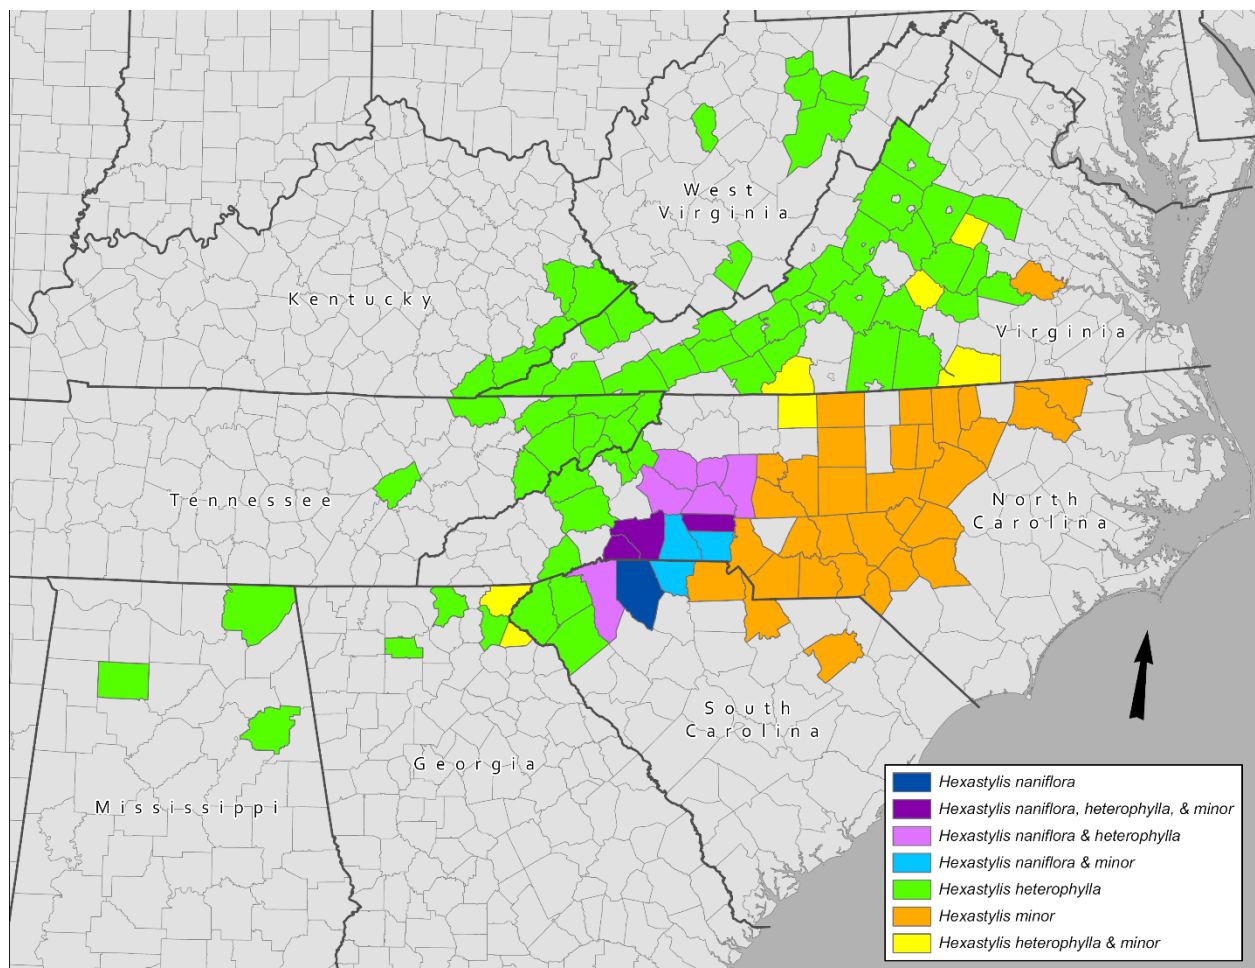 West
Virginia
Kentucky
Virginia
Tennessee
North
Carolina
South
Carolina
Georgia
Mississippi
Hexastylis naniflora
Hexastylis naniflora, heterophylla, & minor
Hexastylis naniflora & heterophylla
Hexastylis naniflora & minor
Hexastylis heterophylla
Hexastylis minor
Hexastylis heterophylla & minor